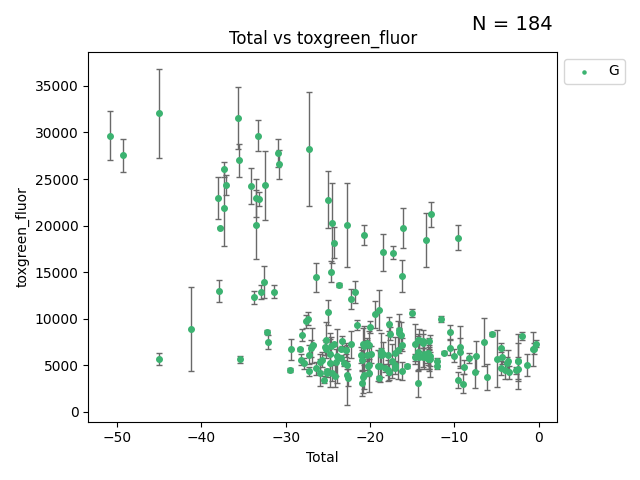 N = 184
Total vs toxgreen_fluor
G
toxgreen_fluor
35000
30000
25000
20000
15000
10000
5000
0
−50 −40 −30 −20 −10 0
Total